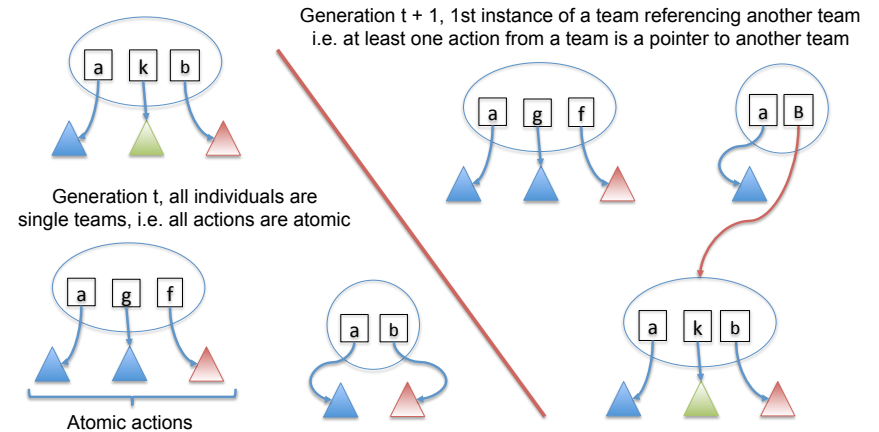 Generation t + 1, 1st instance of a team referencing another team
i.e. at least one action from a team is a pointer to another team
a k b
a g f
a B
Generation t, all individuals are
single teams, i.e. all actions are atomic
a g f
a b
a k b
Atomic actions